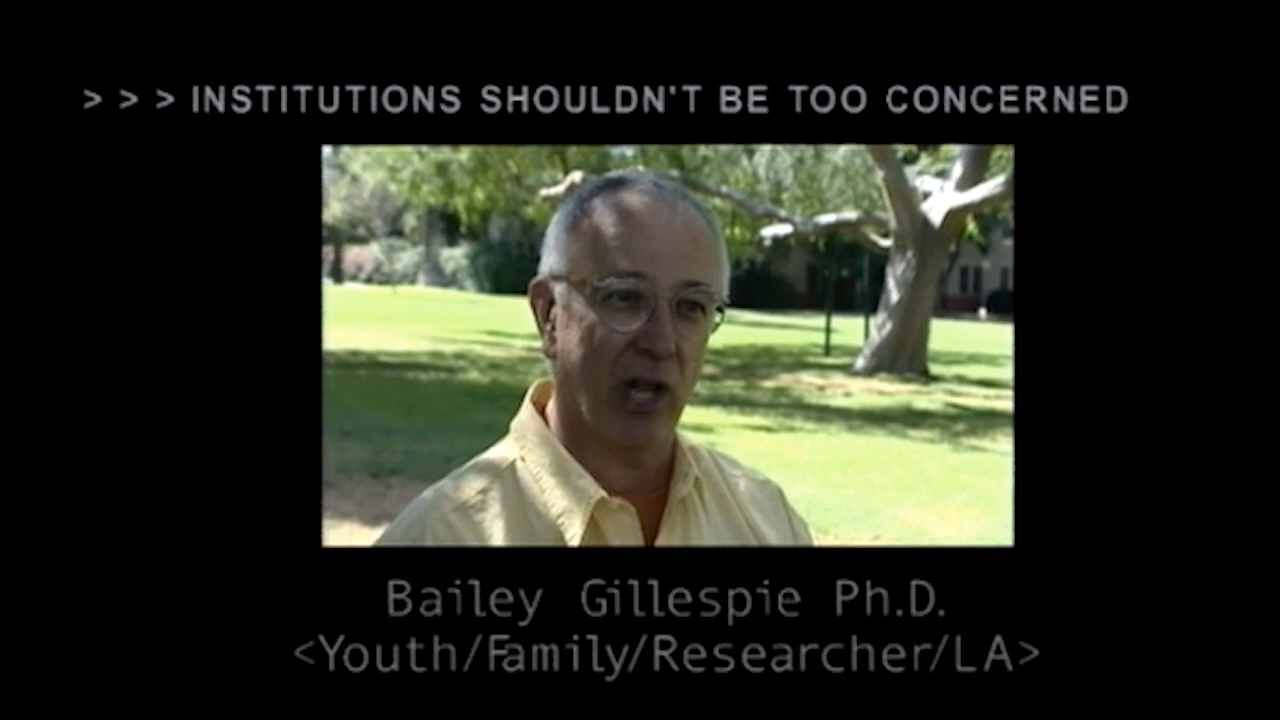 > > > INSTITUTIONS SHOULDN'T BE TOO CONCERNED
Bailey Gillespie Ph.D.
<Youth/Family/Researcher/LA>